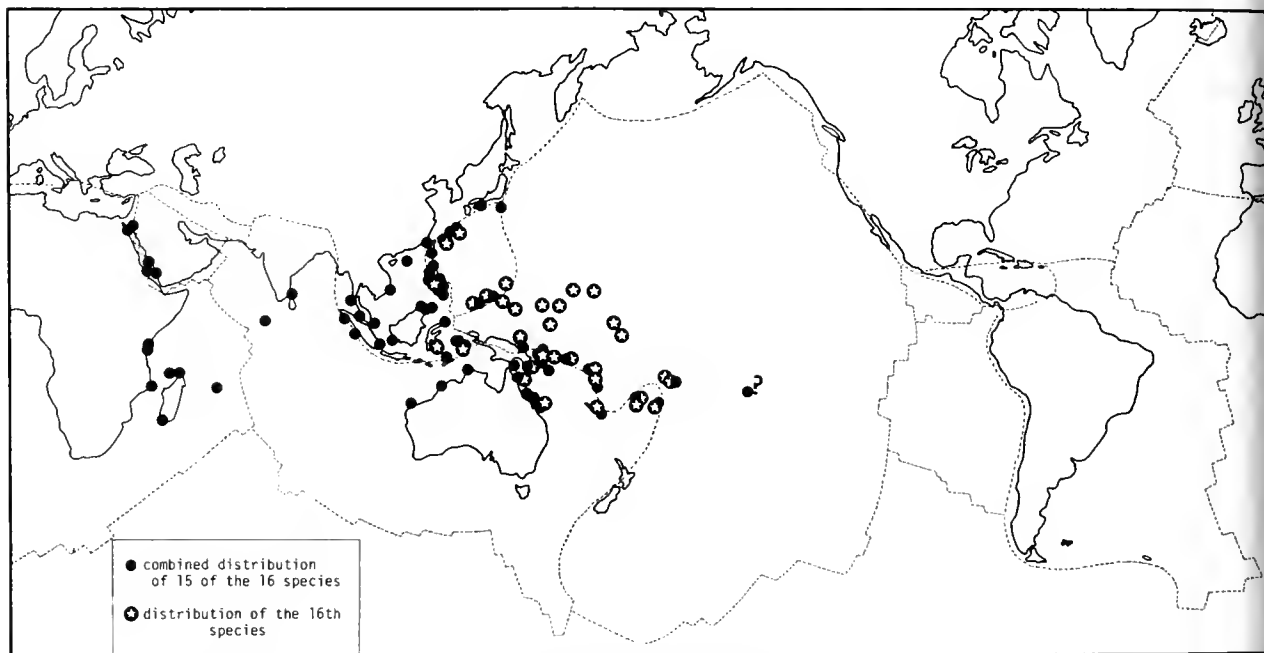 ?
combined distribution
of 15 of the 16 species
distribution of the 16th
species